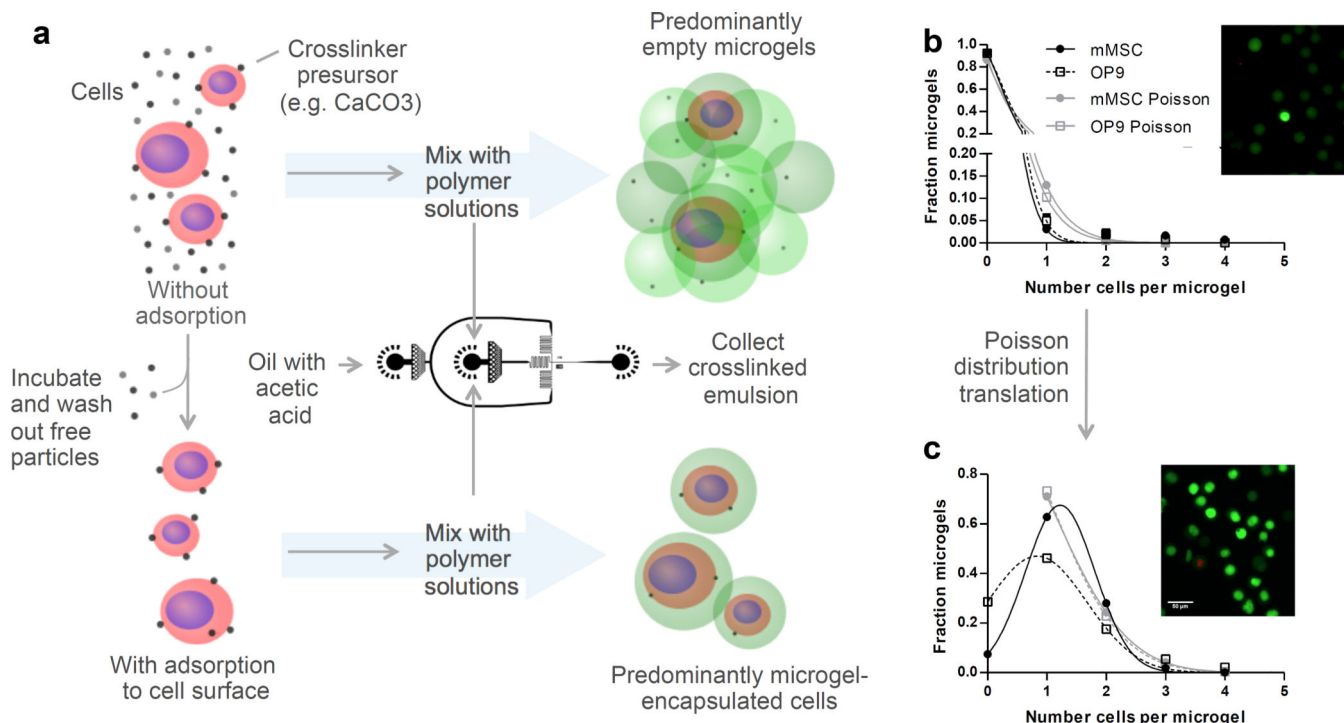 a
Cells
Crosslinker
presursor
(e.g. CaCO3)
Without
adsorption
Mix with
polymer
solutions
Predominantly
empty microgels
Incubate
and wash
out free
particles
Oil with
acetic
acid
Collect
crosslinked
emulsion
With adsorption
to cell surface
Mix with
polymer
solutions
Predominantly microgel-
encapsulated cells
b
Fraction microgels
1.0
0.8
0.6
0.4
0.2
0.20
0.15
0.10
0.05
0.00
mMSC
OP9
mMSC Poisson
OP9 Poisson
0 1 2 3 4 5
Number cells per microgel
Poisson
distribution
translation
c
Fraction microgels
0.8
0.6
0.4
0.2
0.0
50 µm
0 1 2 3 4 5
Number cells per microgel